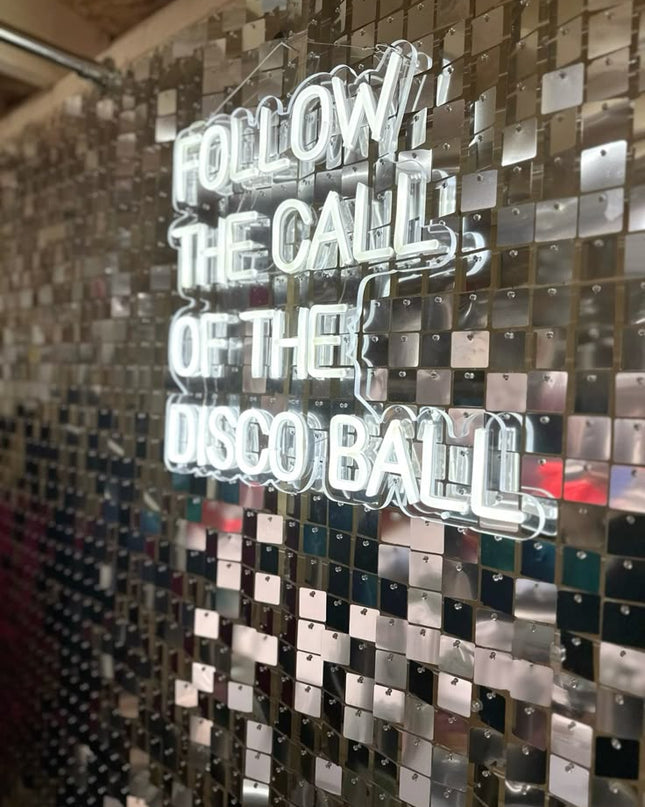 FOLLOW
THE CALL
OF THE
DISCO BALL